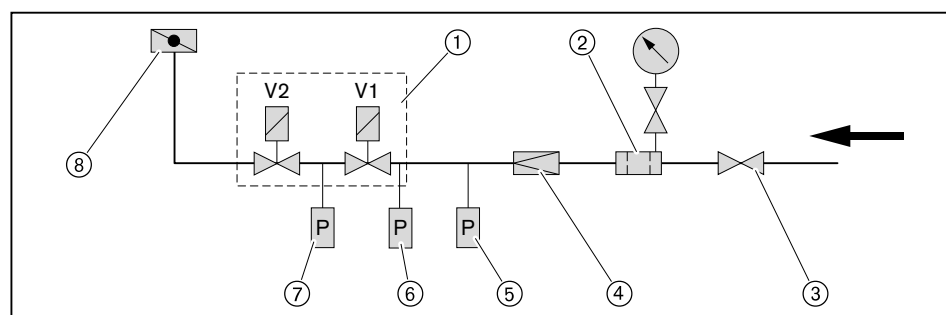 ① ②
V2 V1
⑧
P P P
⑦ ⑥ ⑤ ④ ③